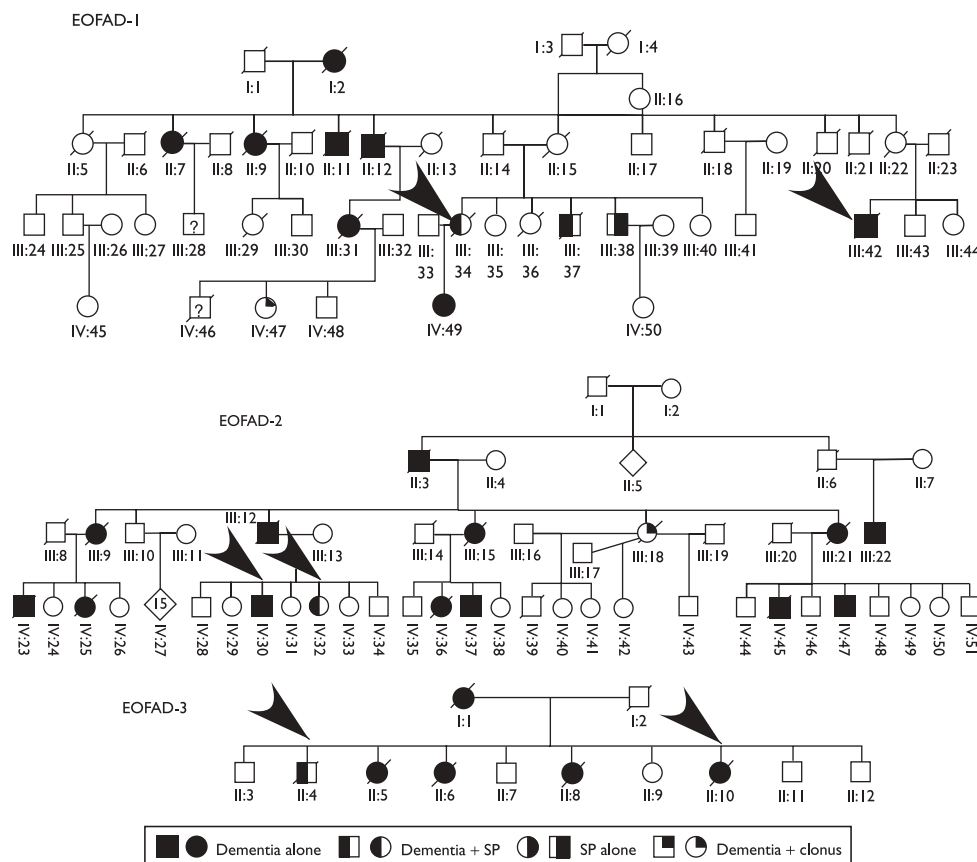 EOFAD-1
I:1 I:2 I:3 I:4
II:16
II:5 II:6 II:7 II:8 II:9 II:10 II:11 II:12 II:13 II:14 II:15 II:17 II:18 II:19 II:20 II:21 II:22 II:23
?
III:24 III:25 III:26 III:27 III:28 III:29 III:30 III:31 III:32 III:33 III:34 III:35 III:36 III:37 III:38 III:39 III:40 III:41 III:42 III:43 III:44
?
IV:45 IV:46 IV:47 IV:48 IV:49 IV:50
EOFAD-2
I:1 I:2
II:3 II:4 II:5 II:6 II:7
III:8 III:9 III:10 III:11 III:12 III:13 III:14 III:15 III:16 III:17 III:18 III:19 III:20 III:21 III:22
15
IV:23 IV:24 IV:25 IV:26 IV:27 IV:28 IV:29 IV:30 IV:31 IV:32 IV:33 IV:34 IV:35 IV:36 IV:37 IV:38 IV:39 IV:40 IV:41 IV:42 IV:43 IV:44 IV:45 IV:46 IV:47 IV:48 IV:49 IV:50 IV:51
EOFAD-3
I:1 I:2
II:3 II:4 II:5 II:6 II:7 II:8 II:9 II:10 II:11 II:12
Dementia alone Dementia + SP SP alone Dementia + clonus